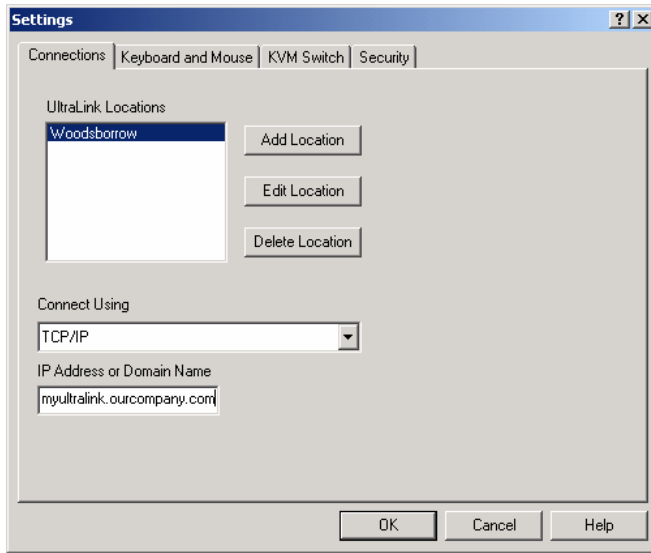 Settings
Connections
Keyboard and Mouse
KVM Switch
Security
UltraLink Locations
Woodsborrow
Add Location
Edit Location
Delete Location
Connect Using
TCP/IP
IP Address or Domain Name
myultralink.ourcompany.com
OK
Cancel
Help